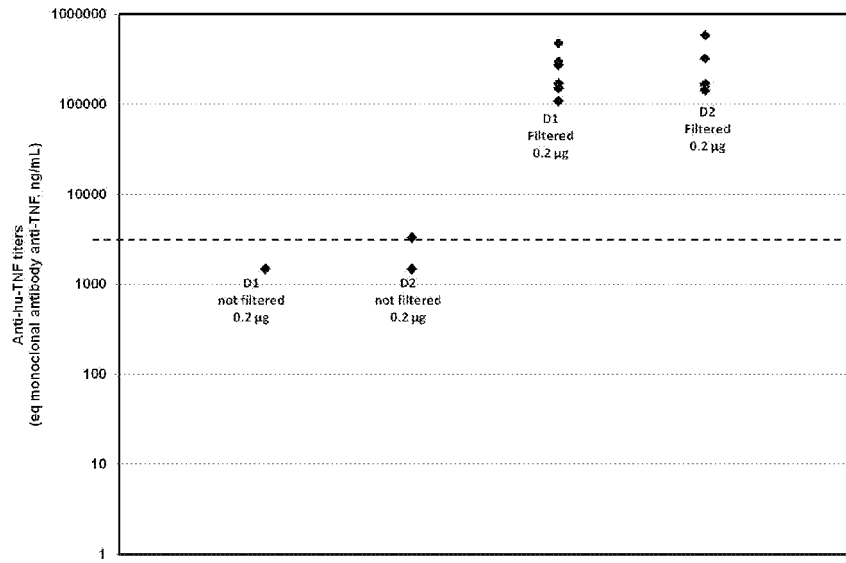 Anti-hu-TNF titers
(eq monoclonal antibody anti-TNF, ng/mL)
1000000
100000
10000
1000
100
10
1
D1
not filtered
0.2 µg
D2
not filtered
0.2 µg
D1
Filtered
0.2 µg
D2
Filtered
0.2 µg